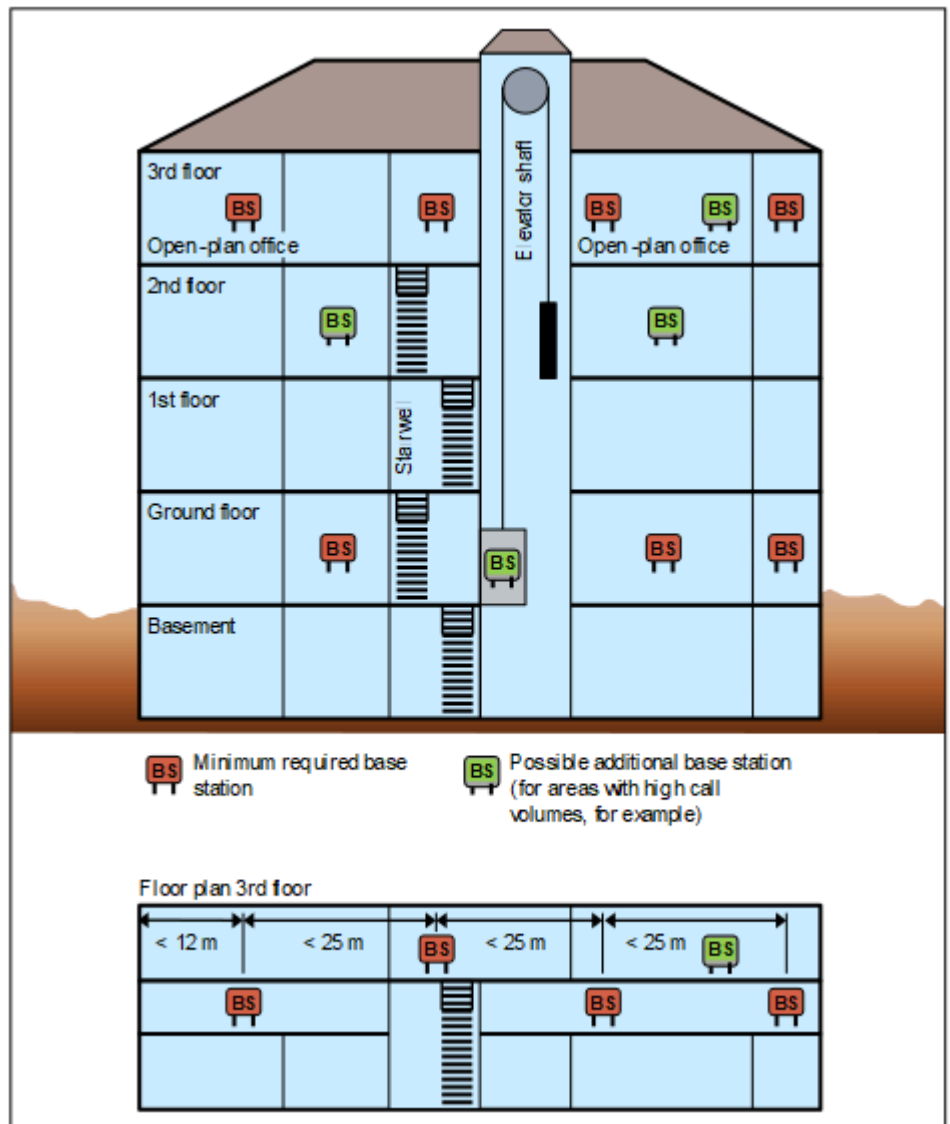 3rd floor
BS
BS
BS
BS
BS
Open-plan office
Open-plan office
Elevator shaft
2nd floor
BS
BS
1st floor
Stairwell
Ground floor
BS
BS
BS
BS
Basement
BS Minimum required base
station
BS Possible additional base station
(for areas with high call
volumes, for example)
Floor plan 3rd floor
< 12 m
< 25 m
< 25 m
< 25 m
BS
BS
BS
BS
BS